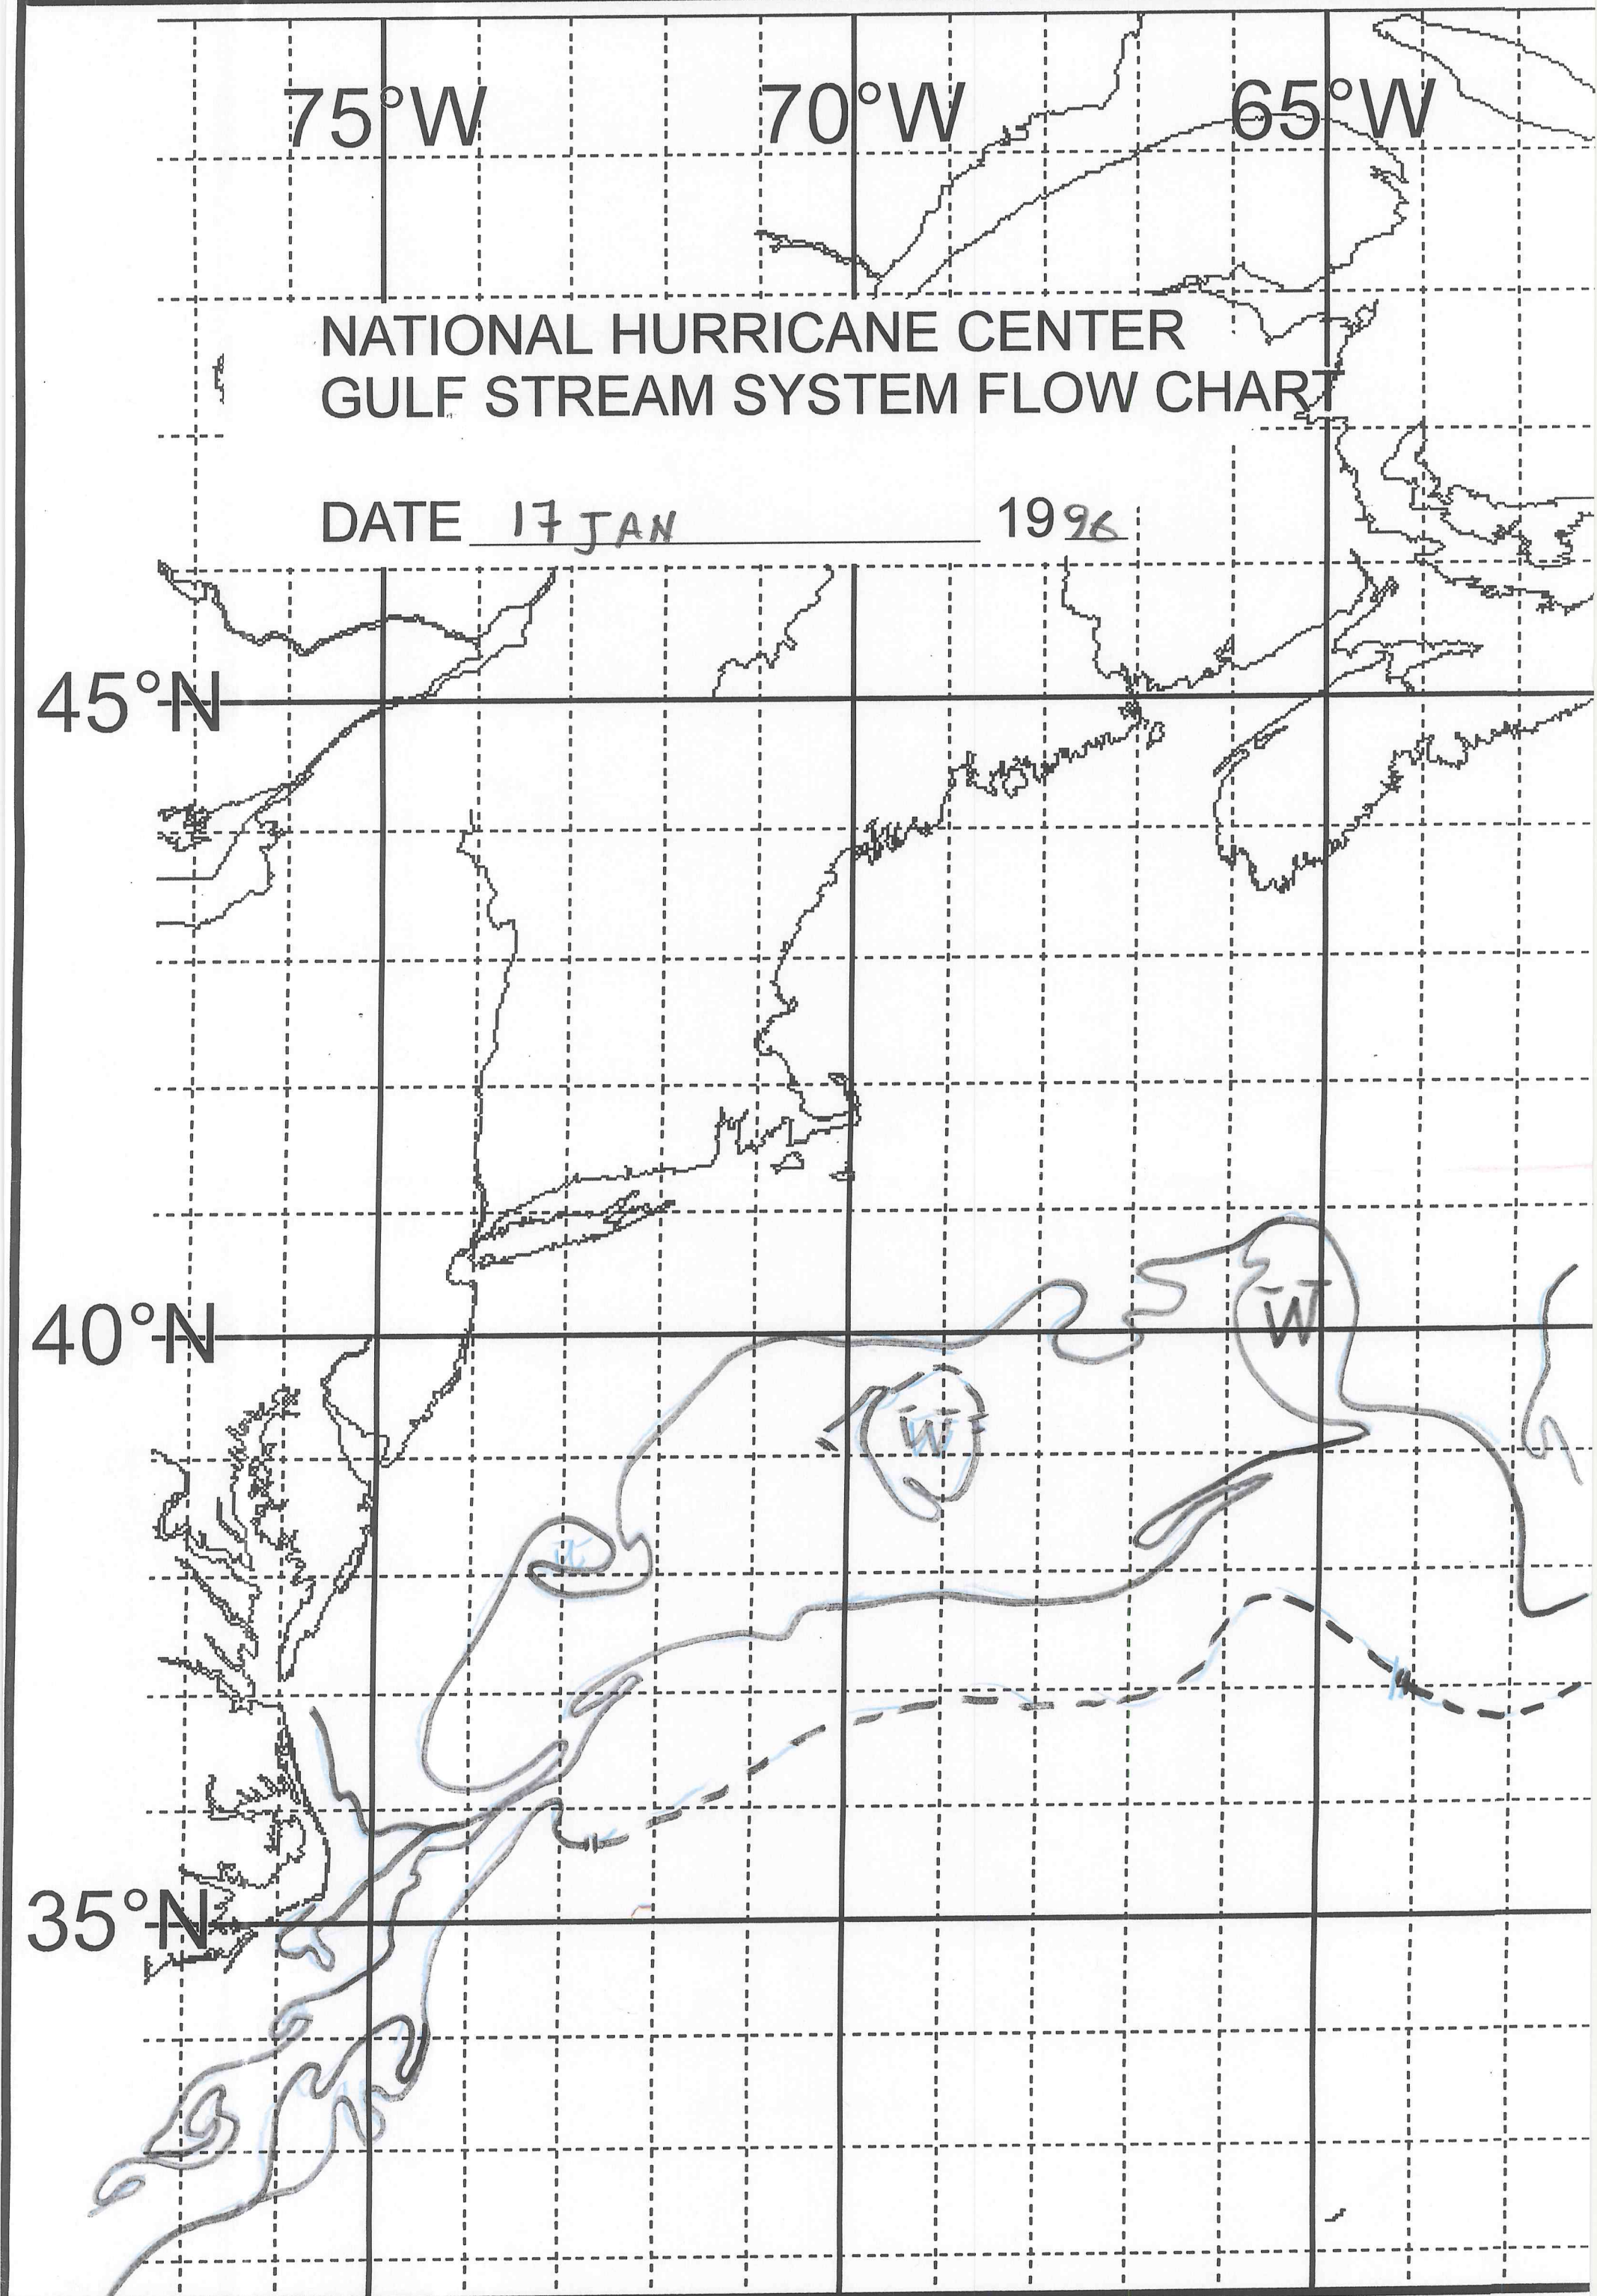 75°W 70°W 65°W
NATIONAL HURRICANE CENTER
GULF STREAM SYSTEM FLOW CHART
DATE 17 JAN 1996
45°N
40°N
W
W
35°N